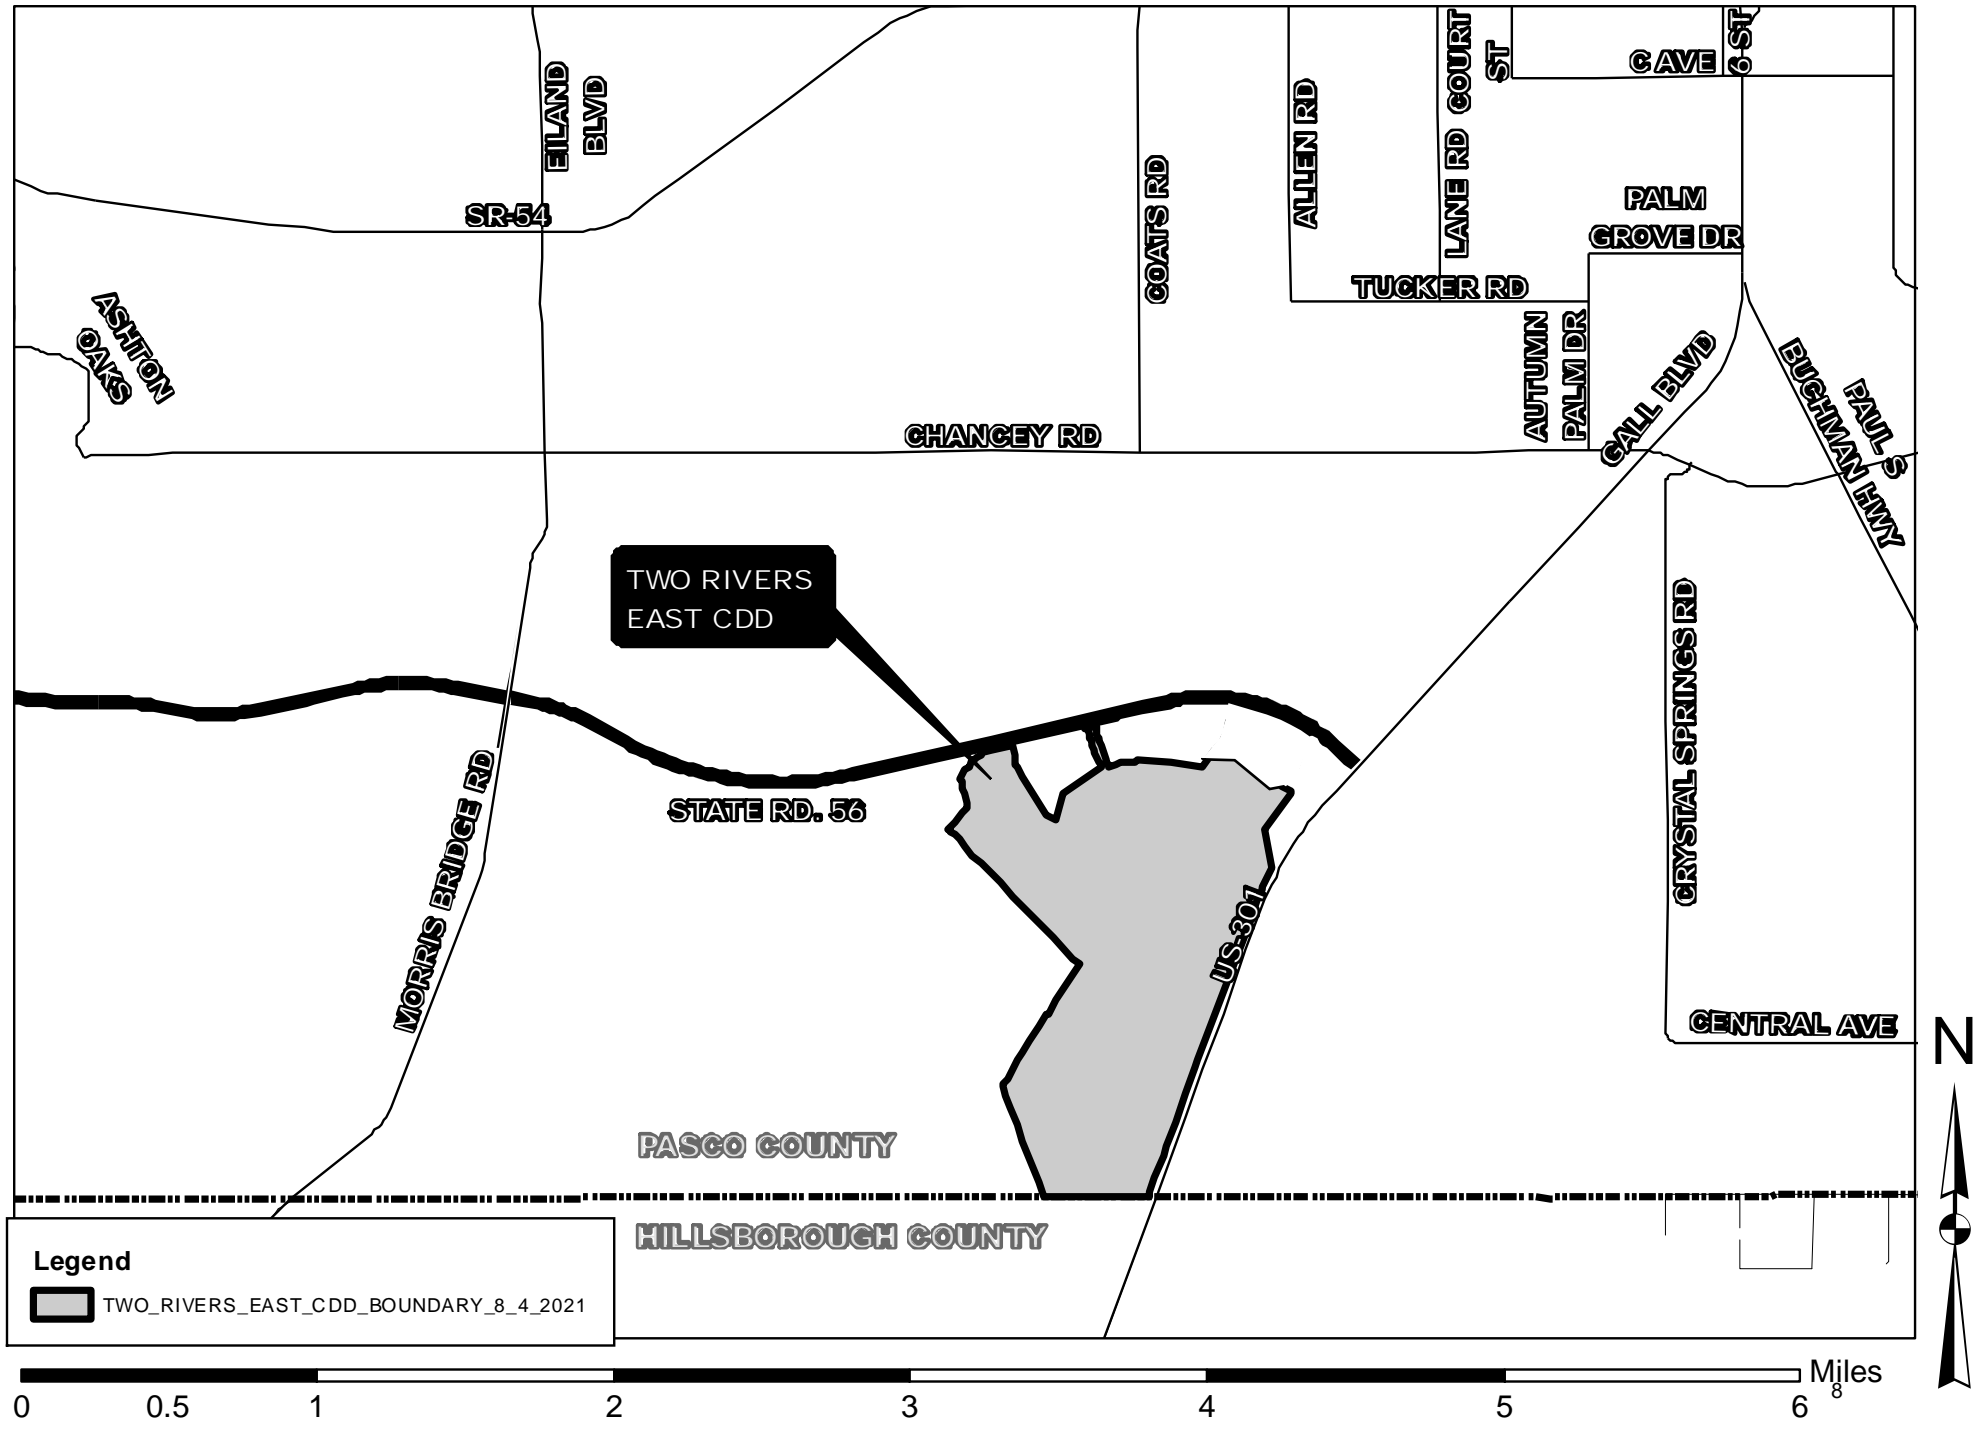 EILAND
BLVD
SR-54
COATS RD
ALLEN RD
LANE RD
COURT
ST
C AVE
6 ST
PALM
GROVE DR
TUCKER RD
AUTUMN
PALM DR
GALL BLVD
PAUL S
BUCHMAN HWY
ASHTON
OAKS
CHANCEY RD
TWO RIVERS
EAST CDD
STATE RD. 56
MORRIS BRIDGE RD
US-301
CRYSTAL SPRINGS RD
CENTRAL AVE
N
PASCO COUNTY
HILLSBOROUGH COUNTY
Legend
TWO_RIVERS_EAST_CDD_BOUNDARY_8_4_2021
Miles
8
0 0.5 1 2 3 4 5 6